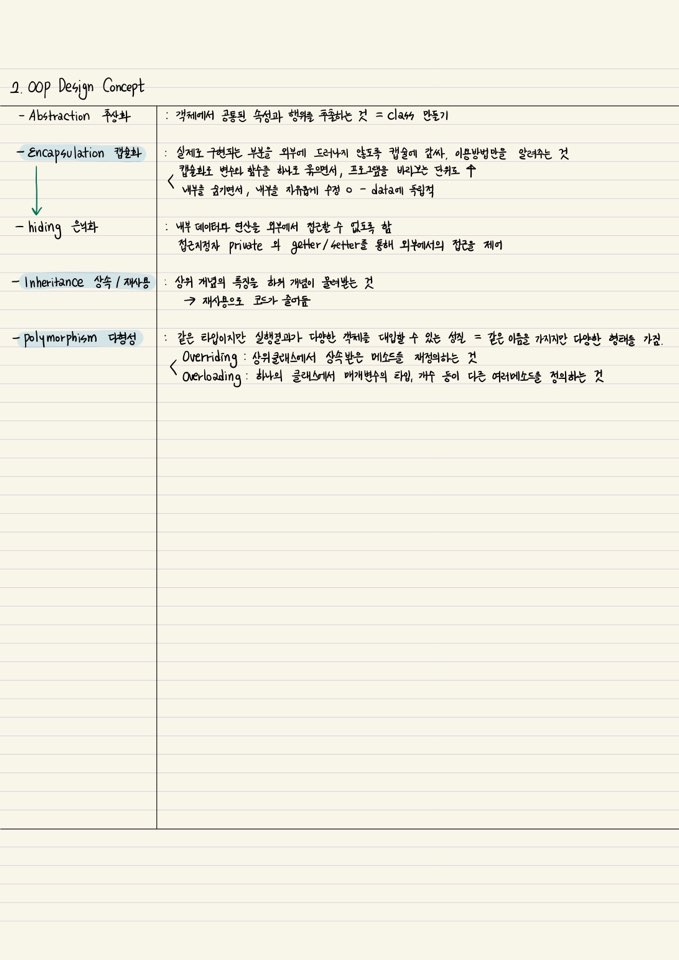 2. OOP Design Concept
- Abstraction 추상화 : 객체에서 공통된 속성과 행위를 추출하는 것 = class 만들기
- Encapsulation 캡슐화 : 실제로 구현되는 부분을 외부에 드러나지 않도록 캡슐에 감싸, 이용방법만을 알려주는 것
캡슐화로 변수와 함수를 하나로 묶으면서, 프로그램을 바라보는 단위도 ↑
내부를 숨기면서, 내부를 자유롭게 수정 o - data에 독립적
- hiding 은닉화 : 내부 데이터와 연산을 외부에서 접근할 수 없도록 함
접근지정자 private 와 getter/setter를 통해 외부에서의 접근을 제어
- Inheritance 상속 / 재사용 : 상위 개념의 특징을 하위 개념이 물려받는 것
→ 재사용으로 코드가 줄어듦
- polymorphism 다형성 : 같은 타입이지만 실행결과가 다양한 객체를 대입할 수 있는 성질 = 같은 이름을 가지지만 다양한 형태를 가짐.
Overriding : 상위클래스에서 상속받은 메소드를 재정의하는 것
Overloading : 하나의 클래스에서 매개변수의 타입, 개수 등이 다른 여러메소드를 정의하는 것